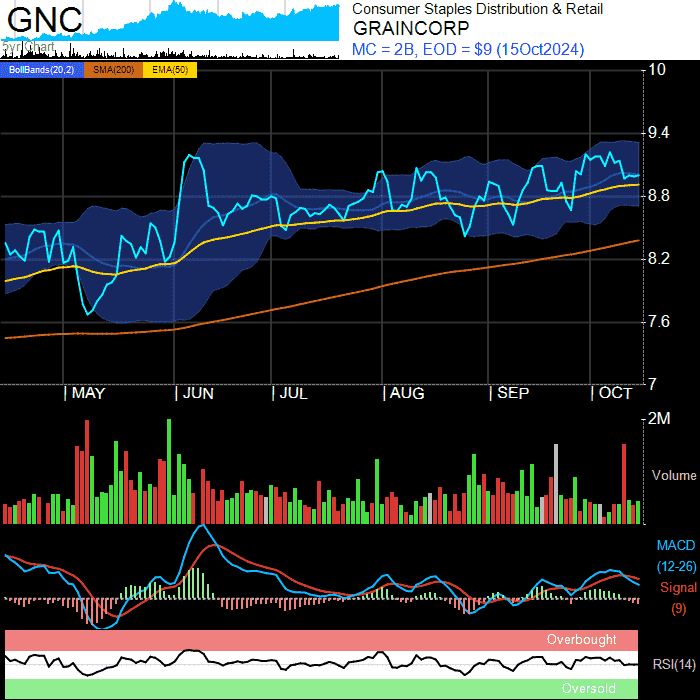 GNC
5yr Chart
Consumer Staples Distribution & Retail
GRAINCORP
MC = 2B, EOD = $9 (15Oct2024)
BollBands(20,2) SMA(200) EMA(50)
10
9.4
8.8
8.2
7.6
7
MAY JUN JUL AUG SEP OCT
2M
Volume
MACD
(12-26)
Signal
(9)
Overbought
RSI(14)
Oversold